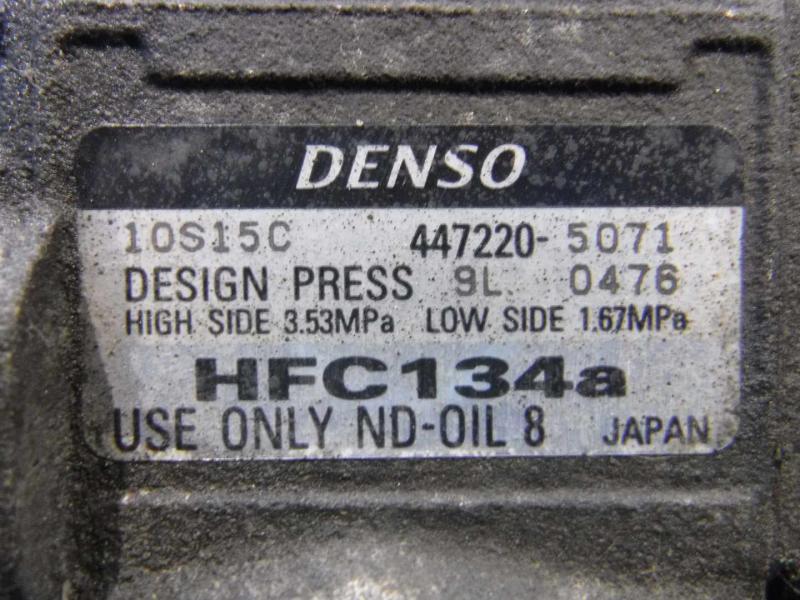 DENSO
10S15C 447220-5071
DESIGN PRESS 9L. 0476
HIGH SIDE 3.53MPa LOW SIDE 1.67MPa
HFC134a
USE ONLY ND-OIL 8 JAPAN